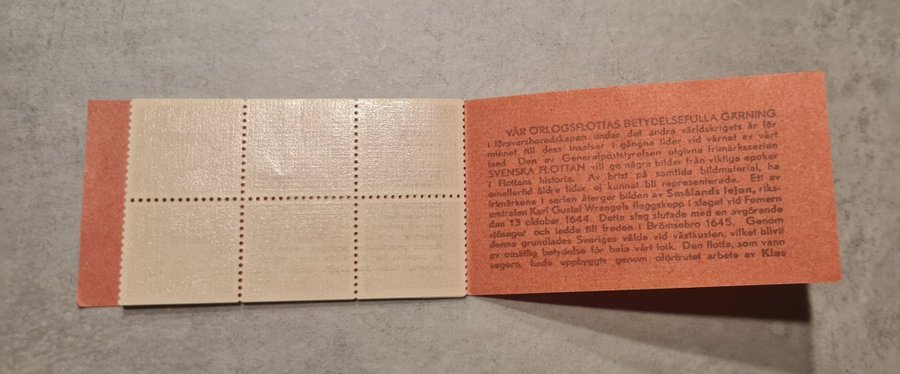 VÅR ÖRLOGSFLOTTAS BETYDELSEFULLA GÄRNING
i försvarsberedskapen under det andra världskriget är för
minnet till dess insatser i gångna tider vid värnet av vårt
land. Den av Generalpoststyrelsen utgivna frimärksserien
SVENSKA FLOTTAN vill ge några bilder från viktiga epoker
i flottans historia. Av brist på samtida bildmaterial, ha
emellertid äldre tider ej kunnat bli representerade. Ett av
frimärkena i serien återger bilden av Smålands lejon, riks-
amiralen Karl Gustaf Wrangels flaggskepp i slaget vid Femern
den 13 oktober 1644. Detta slag slutade med en avgörande
slöseger och ledde till freden i Brömsebro 1645. Genom
denna grundlades Sveriges välde vid västkusten, vilket blivit
av omätlig betydelse för hela vårt folk. Den flotta, som vann
segern, hade uppbyggts genom oförtrutet arbete av Klas